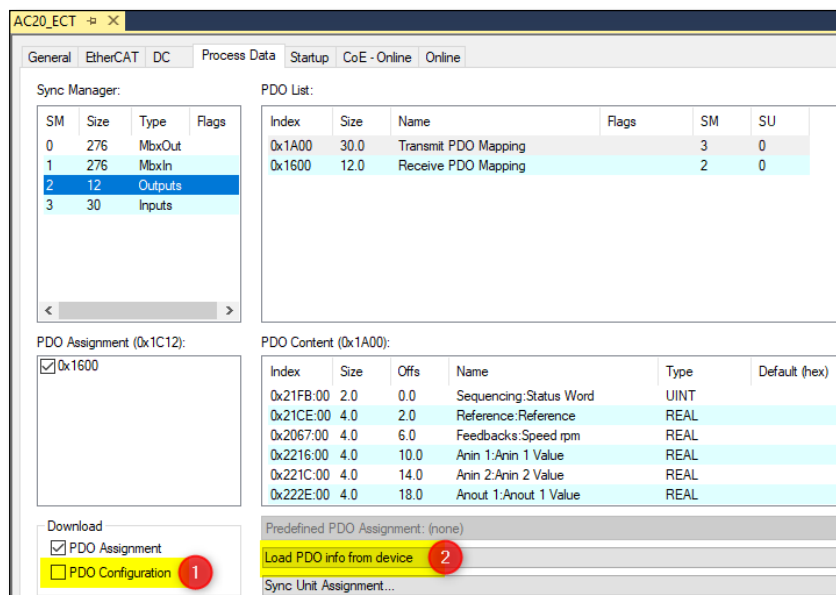 AC20_ECT
General EtherCAT DC Process Data Startup CoE - Online Online
Sync Manager:
SM Size Type Flags
0 276 MbxOut
1 276 MbxIn
2 12 Outputs
3 30 Inputs
PDO List:
Index Size Name Flags SM SU
0x1A00 30.0 Transmit PDO Mapping 3 0
0x1600 12.0 Receive PDO Mapping 2 0
PDO Assignment (0x1C12):
0x1600
PDO Content (0x1A00):
Index Size Offs Name Type Default (hex)
0x21FB:00 2.0 0.0 Sequencing:Status Word UINT
0x21CE:00 4.0 2.0 Reference:Reference REAL
0x2067:00 4.0 6.0 Feedbacks:Speed rpm REAL
0x2216:00 4.0 10.0 Anin 1:Anin 1 Value REAL
0x221C:00 4.0 14.0 Anin 2:Anin 2 Value REAL
0x222E:00 4.0 18.0 Anout 1:Anout 1 Value REAL
Download
PDO Assignment
PDO Configuration 1
Predefined PDO Assignment: (none)
Load PDO info from device 2
Sync Unit Assignment...